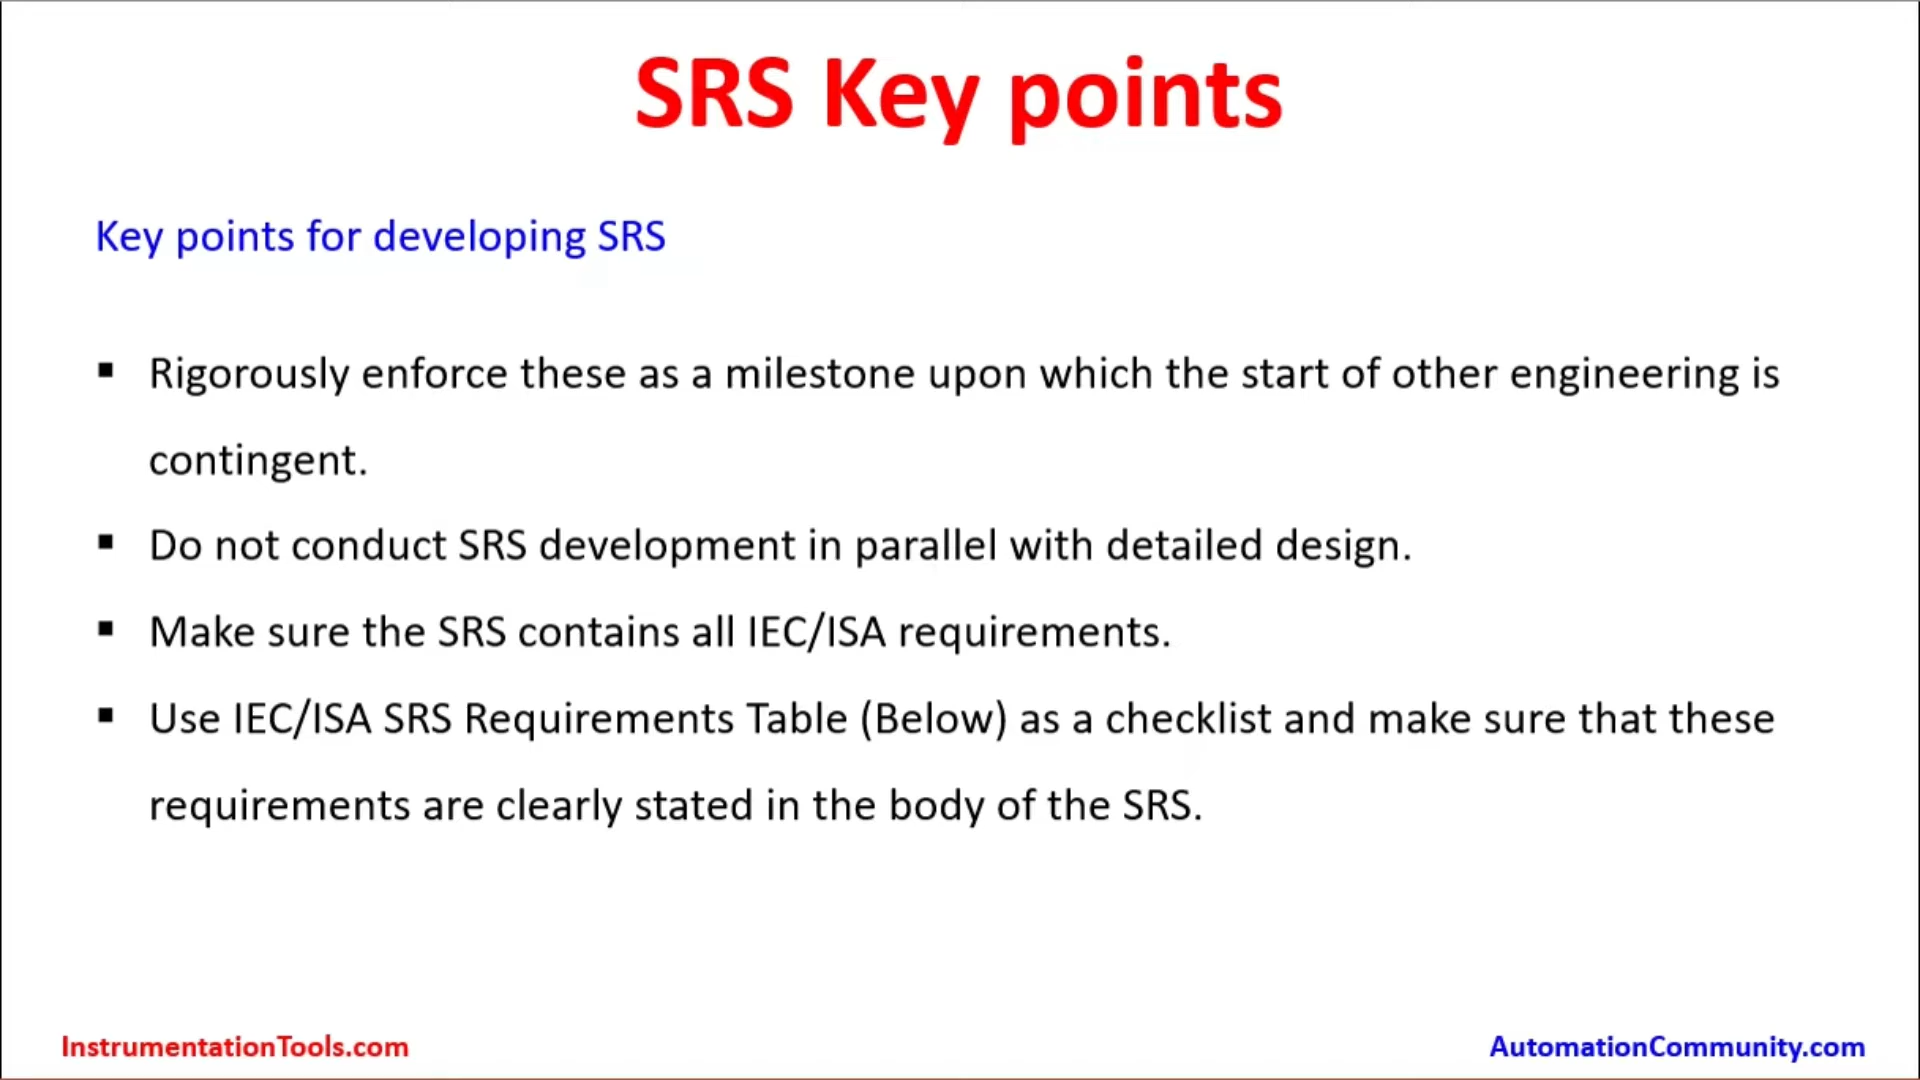 SRS Key points
Key points for developing SRS
▪ Rigorously enforce these as a milestone upon which the start of other engineering is
contingent.
▪ Do not conduct SRS development in parallel with detailed design.
▪ Make sure the SRS contains all IEC/ISA requirements.
▪ Use IEC/ISA SRS Requirements Table (Below) as a checklist and make sure that these
requirements are clearly stated in the body of the SRS.
InstrumentationTools.com
AutomationCommunity.com